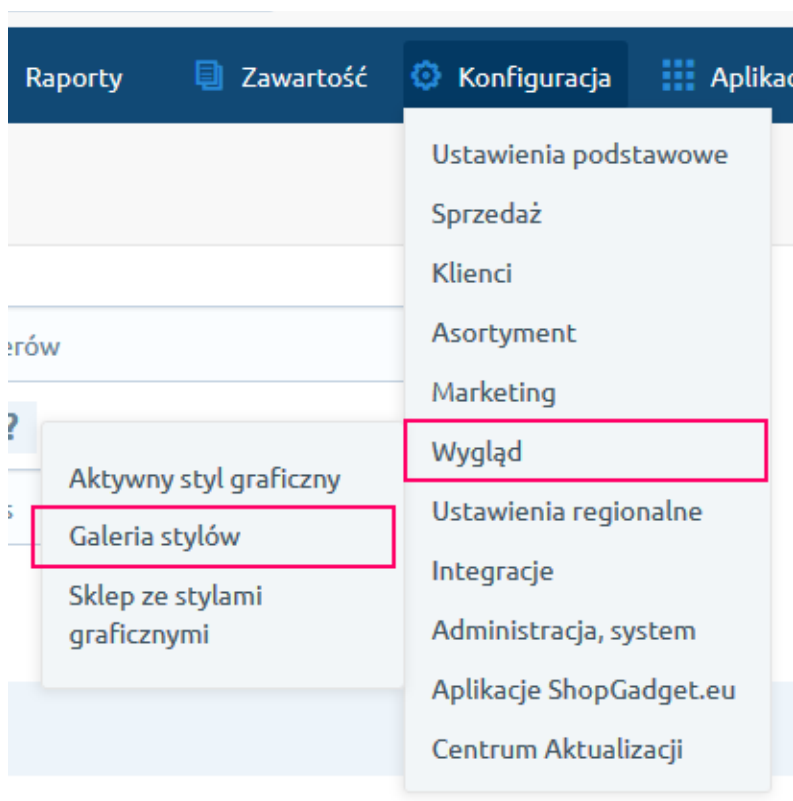 Raporty Zawartość Konfiguracja Aplikac
Ustawienia podstawowe
Sprzedaż
Klienci
Asortyment
Marketing
Wygląd
Ustawienia regionalne
Integracje
Administracja, system
Aplikacje ShopGadget.eu
Centrum Aktualizacji
erów
?
s
Aktywny styl graficzny
Galeria stylów
Sklep ze stylami
graficznymi